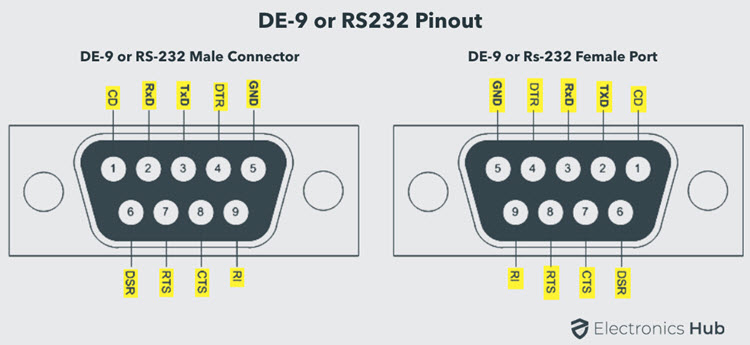 DE-9 or RS232 Pinout
DE-9 or RS-232 Male Connector
CD RxD TxD DTR GND
1 2 3 4 5
6 7 8 9
DSR RTS CTS RI
DE-9 or Rs-232 Female Port
GND DTR RxD TXD CD
5 4 3 2 1
9 8 7 6
RI RTS CTS DSR
Electronics Hub